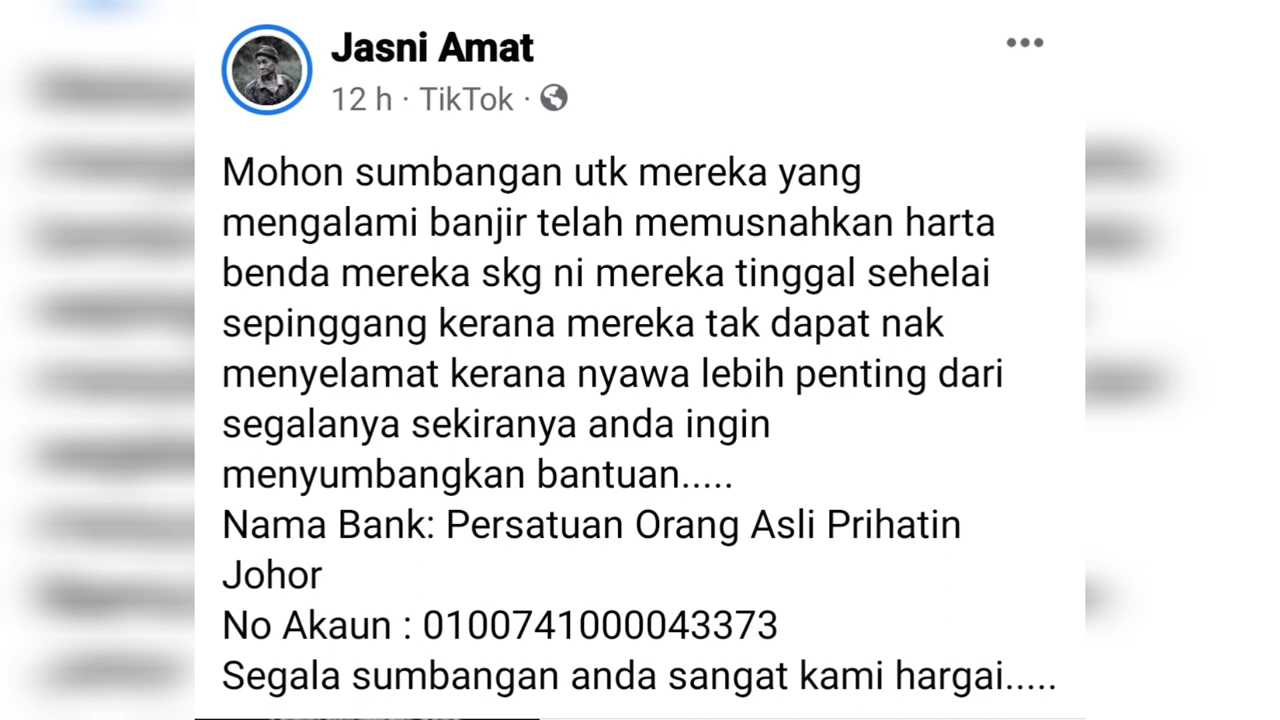 Jasni Amat
12 h · TikTok ·
Mohon sumbangan utk mereka yang
mengalami banjir telah memusnahkan harta
benda mereka skg ni mereka tinggal sehelai
sepinggang kerana mereka tak dapat nak
menyelamat kerana nyawa lebih penting dari
segalanya sekiranya anda ingin
menyumbangkan bantuan.....
Nama Bank: Persatuan Orang Asli Prihatin
Johor
No Akaun : 0100741000043373
Segala sumbangan anda sangat kami hargai.....